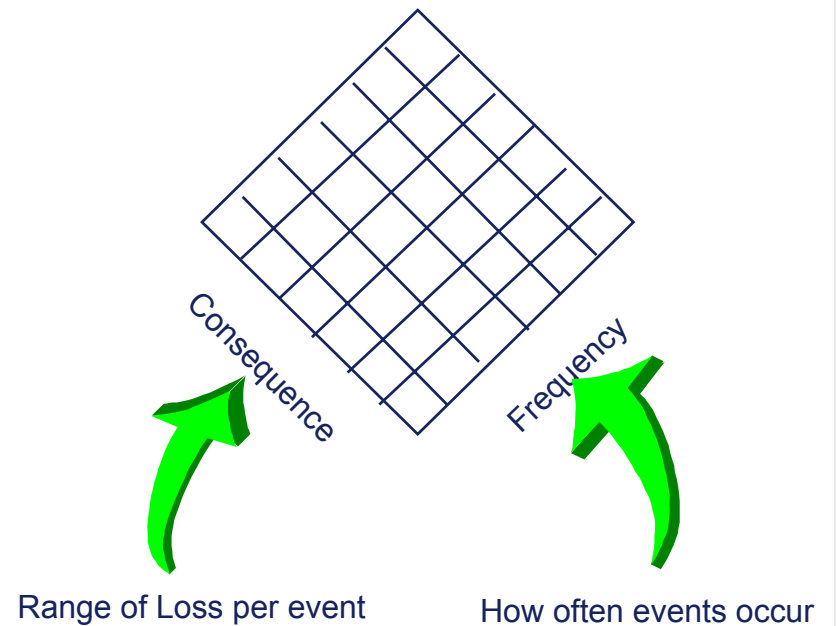 Consequence
Frequency
Range of Loss per event
How often events occur